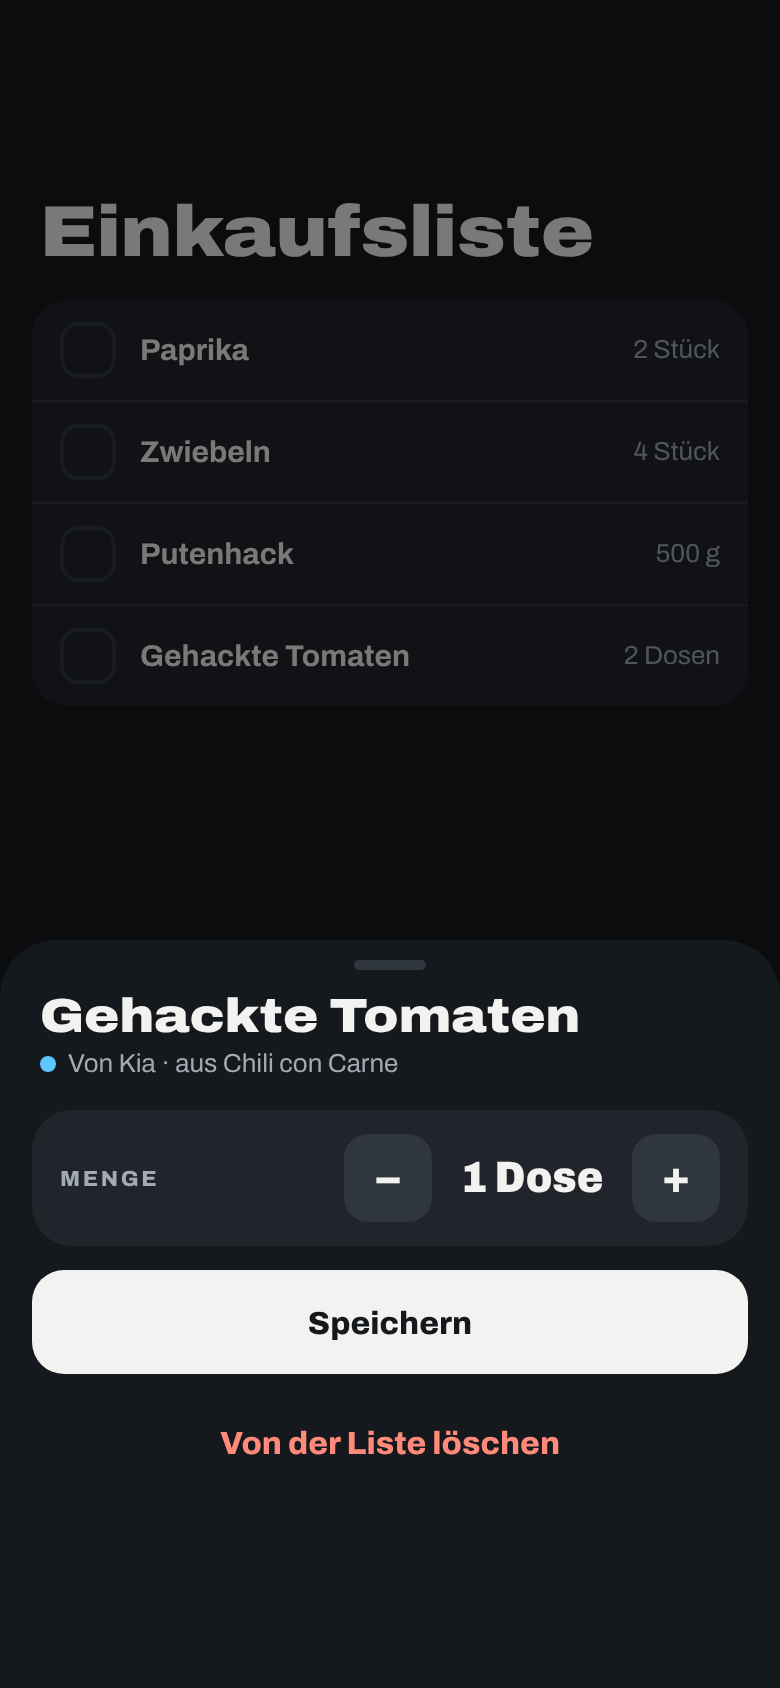 Einkaufsliste
Paprika 2 Stück
Zwiebeln 4 Stück
Putenhack 500 g
Gehackte Tomaten 2 Dosen
Gehackte Tomaten
Von Kia · aus Chili con Carne
MENGE – 1 Dose +
Speichern
Von der Liste löschen